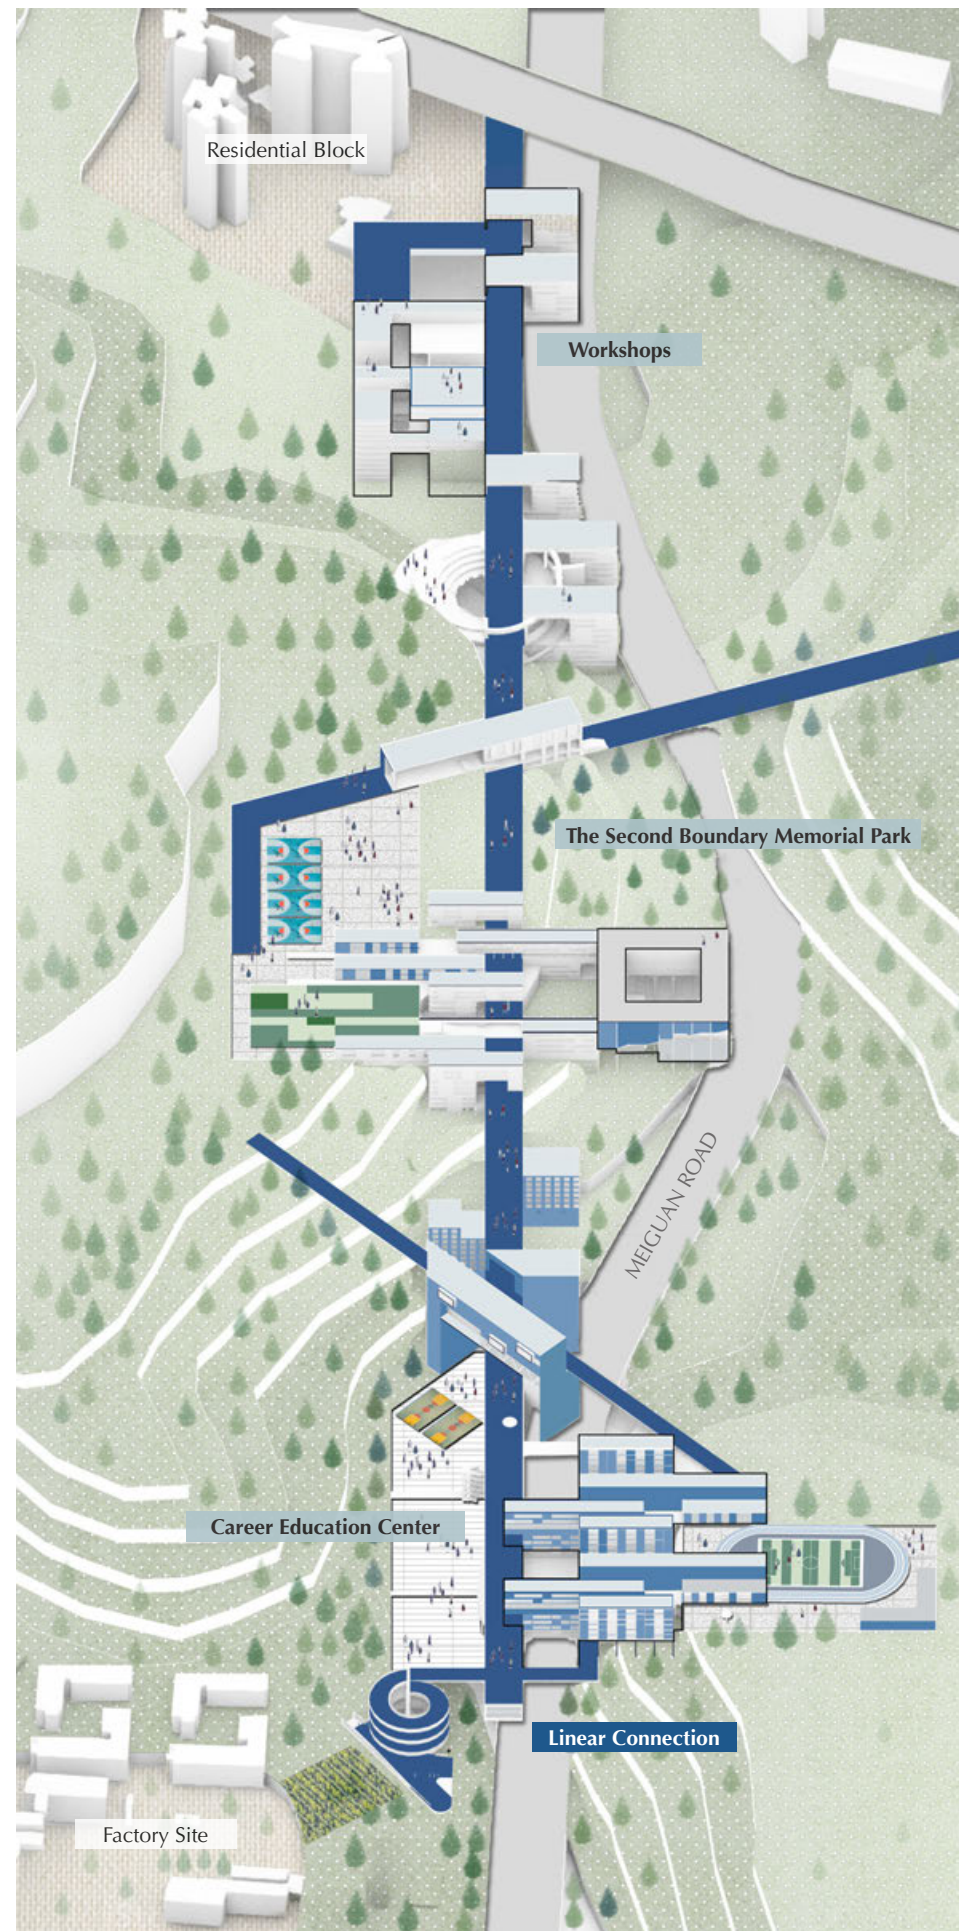 Residential Block
Workshops
The Second Boundary Memorial Park
MEIGUAN ROAD
Career Education Center
Linear Connection
Factory Site